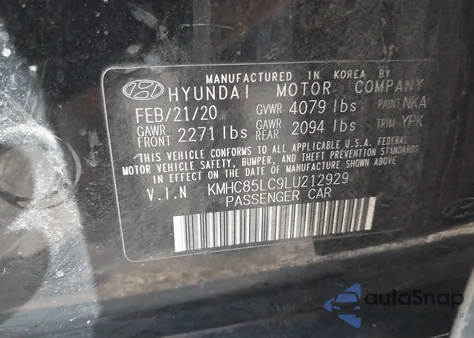 MANUFACTURED IN KOREA BY
HYUNDAI MOTOR COMPANY
FEB/21/20 GVWR 4079 lbs PAINT NKA
GAWR FRONT 2271 lbs GAWR REAR 2094 lbs TRIM YPK
THIS VEHICLE CONFORMS TO ALL APPLICABLE U.S.A. FEDERAL
MOTOR VEHICLE SAFETY, BUMPER, AND THEFT PREVENTION STANDARDS
IN EFFECT ON THE DATE OF MANUFACTURE SHOWN ABOVE.
V.I.N KMHC85LC9LU212929
PASSENGER CAR
autoSnap